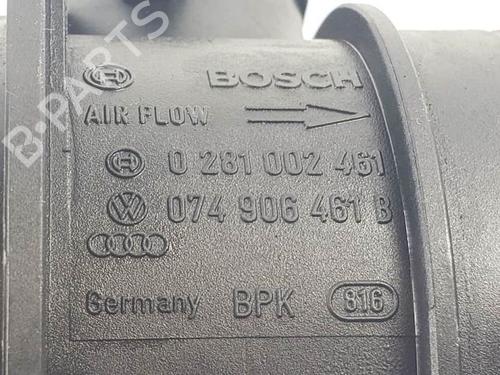 BOSCH
AIR FLOW
0 281 002 461
074 906 461 B
Germany BPK 816
B-PARTS